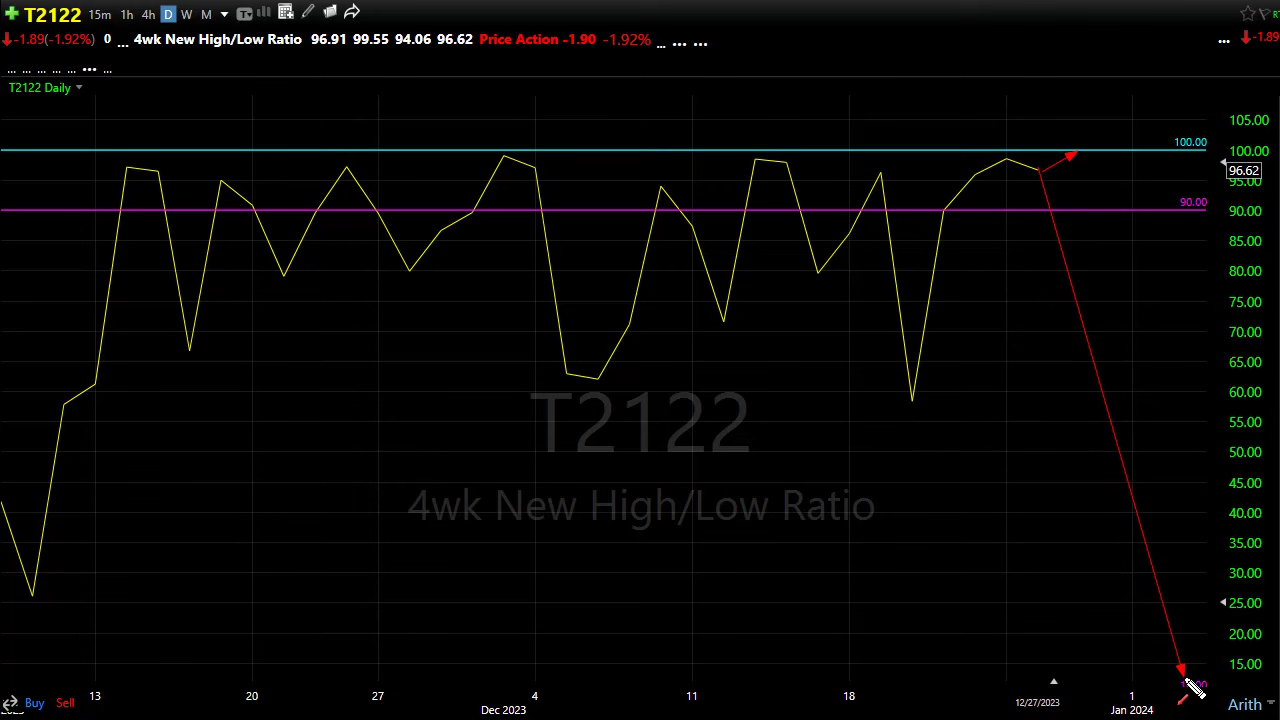 T2122 15m 1h 4h D W M
-1.89(-1.92%) 0 ... 4wk New High/Low Ratio 96.91 99.55 94.06 96.62 Price Action -1.90 -1.92% ... ... ... ... -1.89
... ... ... ... ... ... ...
T2122 Daily
105.00
100.00
100.00
96.62
95.00
90.00
90.00
85.00
80.00
75.00
70.00
65.00
60.00
T2122
55.00
50.00
45.00
4wk New High/Low Ratio
40.00
35.00
30.00
25.00
20.00
15.00
13 20 27 4 11 18 1
Buy Sell Dec 2023 12/27/2023 Jan 2024 Arith